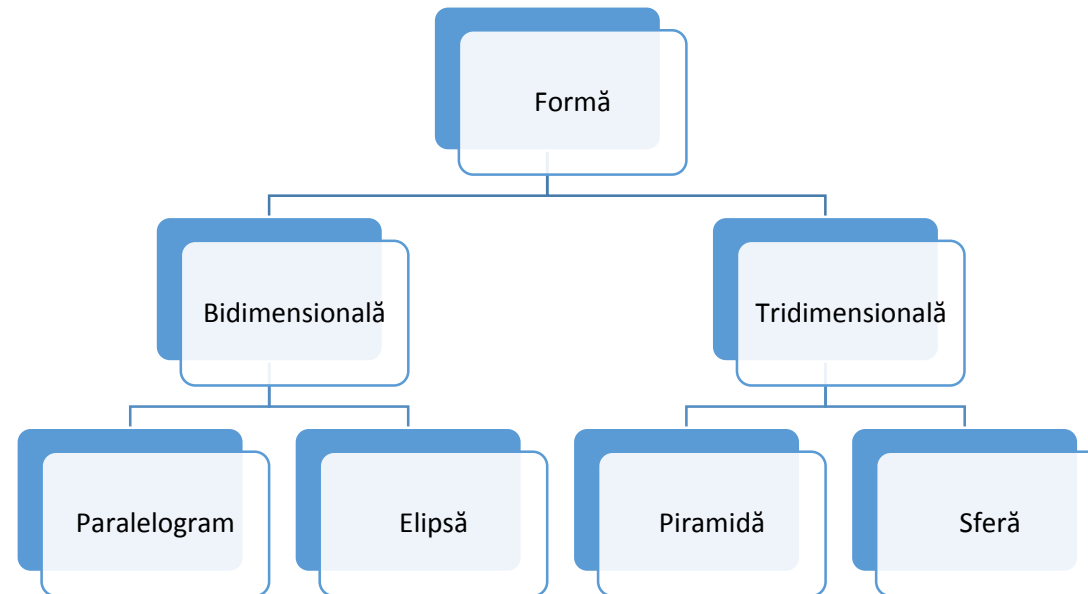 Formă
Bidimensională
Tridimensională
Paralelogram
Elipsă
Piramidă
Sferă